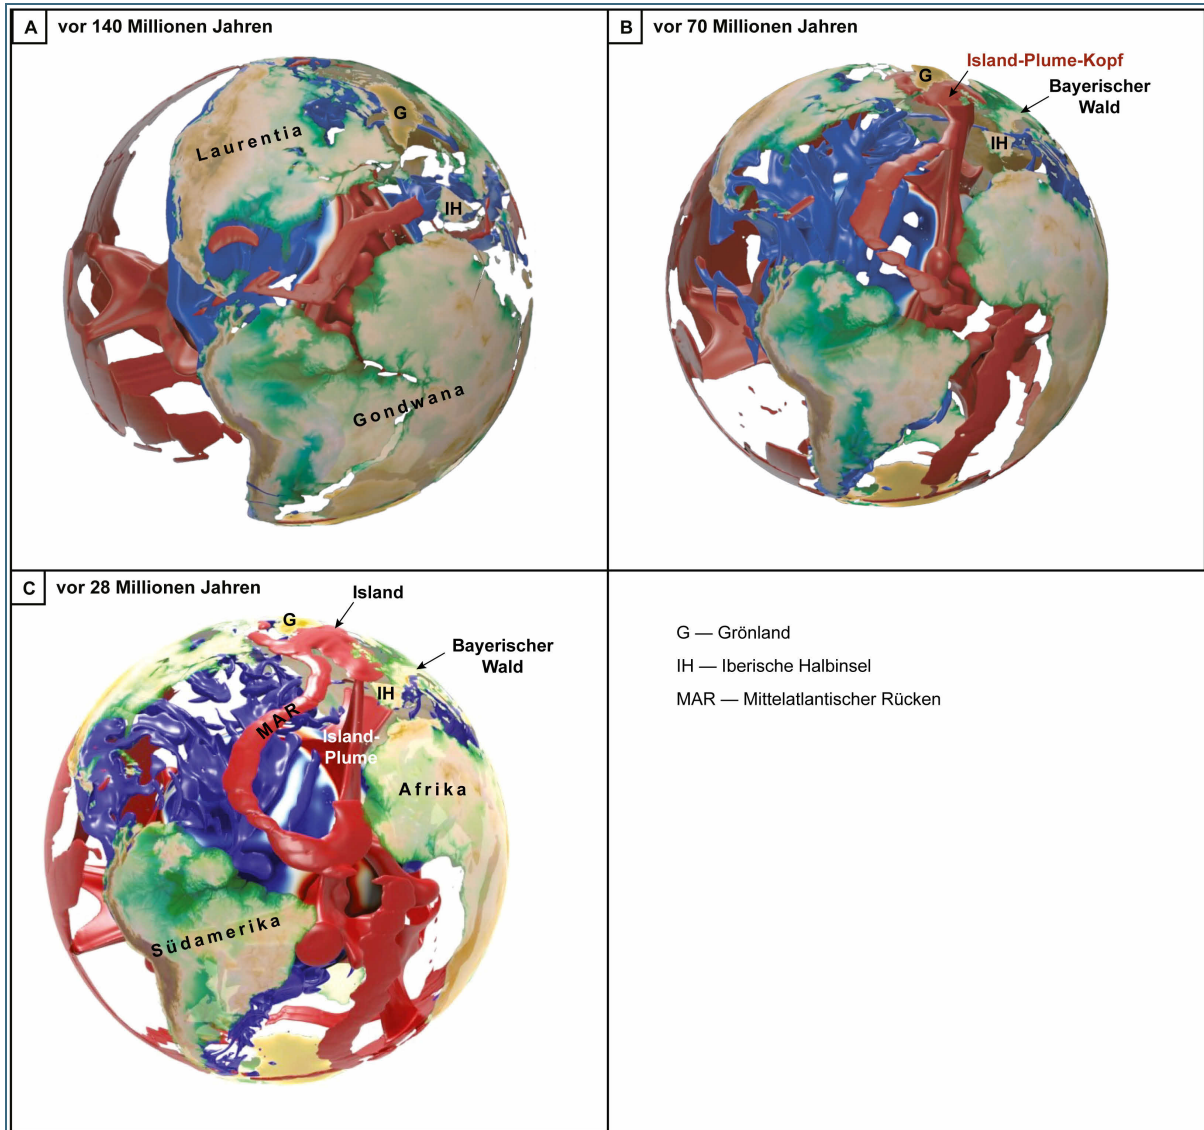 A vor 140 Millionen Jahren
G
Laurentia
IH
Gondwana
B vor 70 Millionen Jahren
Island-Plume-Kopf
G
Bayerischer
Wald
IH
C vor 28 Millionen Jahren
Island
G
Bayerischer
Wald
IH
MAR
Island-
Plume
Afrika
Südamerika
G — Grönland
IH — Iberische Halbinsel
MAR — Mittelatlantischer Rücken